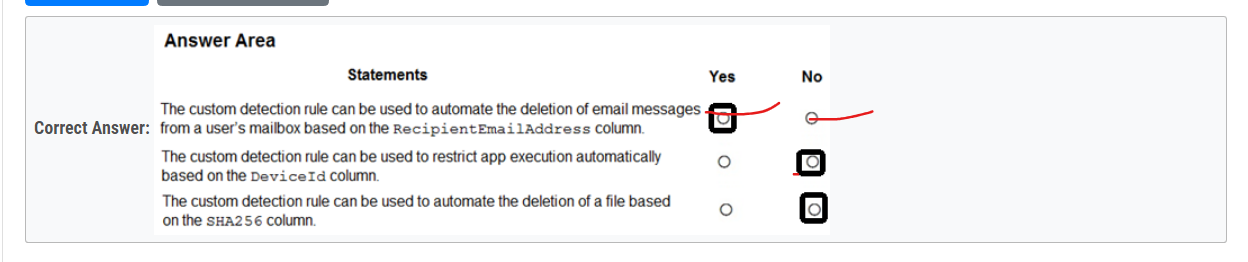 Answer Area
Statements Yes No
The custom detection rule can be used to automate the deletion of email messages
Correct Answer: from a user's mailbox based on the RecipientEmailAddress column.
The custom detection rule can be used to restrict app execution automatically
based on the DeviceId column.
The custom detection rule can be used to automate the deletion of a file based
on the SHA256 column.